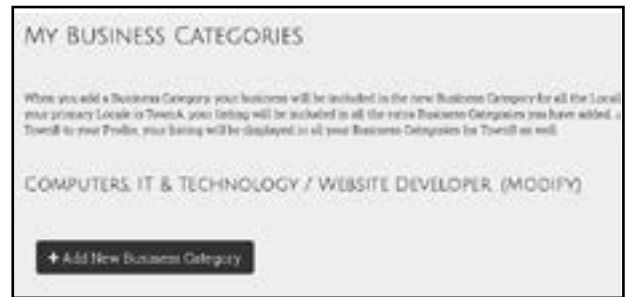 MY BUSINESS CATEGORIES
When you add a Business Category, your business will be included in the new Business Category for all the Locali
your primary Locale is TownA, your listing will be included in all the extra Business Categories you have added.
TownB to your Profile, your listing will be displayed in all your Business Categories for TownB as well.
COMPUTERS, IT & TECHNOLOGY / WEBSITE DEVELOPER (MODIFY)
+ Add New Business Category